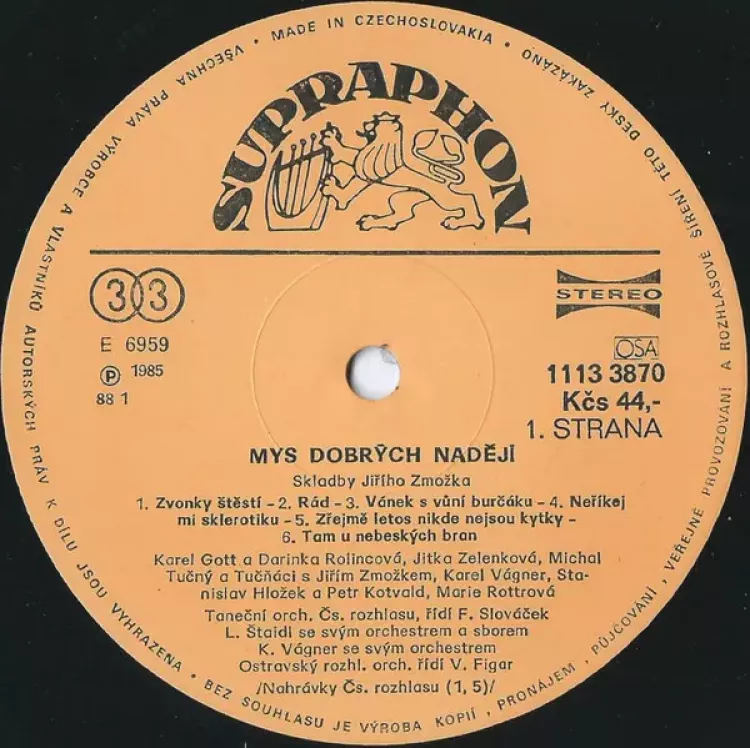 VŠECHNA PRÁVA VÝROBCE A VLASTNÍKŮ AUTORSKÝCH PRÁV K DÍLU JSOU VYHRAZENA • BEZ SOUHLASU JE VÝROBA KOPIÍ, PRONÁJEM, PŮJČOVÁNÍ, VEŘEJNÉ PROVOZOVÁNÍ A ROZHLASOVÉ ŠÍŘENÍ TÉTO DESKY ZAKÁZÁNO • MADE IN CZECHOSLOVAKIA •
SUPRAPHON
33
STEREO
E 6959
Ⓟ 1985
88 1
OSA
1113 3870
Kčs 44,-
1. STRANA
MYS DOBRÝCH NADĚJÍ
Skladby Jiřího Zmožka
1. Zvonky štěstí – 2. Rád – 3. Vánek s vůní burčáku – 4. Neříkej
mi sklerotiku – 5. Zřejmě letos nikde nejsou kytky –
6. Tam u nebeských bran
Karel Gott a Darinka Rolincová, Jitka Zelenková, Michal
Tučný a Tučňáci s Jiřím Zmožkem, Karel Vágner, Sta-
nislav Hložek a Petr Kotvald, Marie Rottrová
Taneční orch. Čs. rozhlasu, řídí F. Slováček
L. Štaidl se svým orchestrem a sborem
K. Vágner se svým orchestrem
Ostravský rozhl. orch. řídí V. Figar
/Nahrávky Čs. rozhlasu (1, 5)/